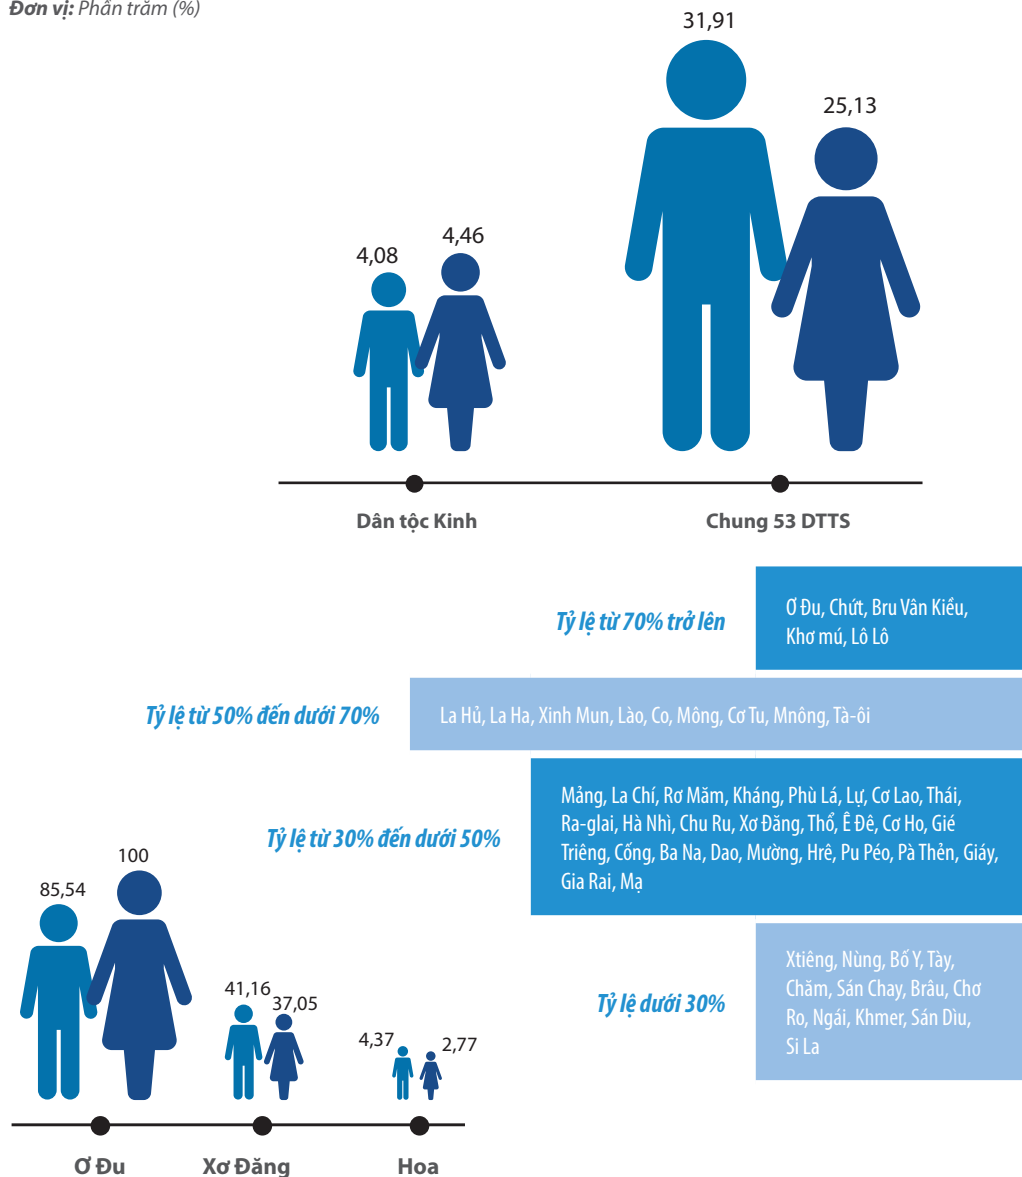 Đơn vị: Phần trăm (%)
31,91
25,13
4,08
4,46
Dân tộc Kinh
Chung 53 DTTS
Tỷ lệ từ 70% trở lên
Ơ Đu, Chứt, Bru Vân Kiều,
Khơ mú, Lô Lô
Tỷ lệ từ 50% đến dưới 70%
La Hủ, La Ha, Xinh Mun, Lào, Co, Mông, Cơ Tu, Mnông, Tà-ôi
Tỷ lệ từ 30% đến dưới 50%
Mảng, La Chí, Rơ Măm, Kháng, Phù Lá, Lự, Cơ Lao, Thái,
Ra-glai, Hà Nhì, Chu Ru, Xơ Đăng, Thổ, Ê Đê, Cơ Ho, Gié
Triêng, Cống, Ba Na, Dao, Mường, Hrê, Pu Péo, Pà Thẻn, Giáy,
Gia Rai, Mạ
Tỷ lệ dưới 30%
Xtiêng, Nùng, Bố Y, Tày,
Chăm, Sán Chay, Brâu, Chơ
Ro, Ngái, Khmer, Sán Dìu,
Si La
85,54
100
41,16
37,05
4,37
2,77
Ơ Đu
Xơ Đăng
Hoa